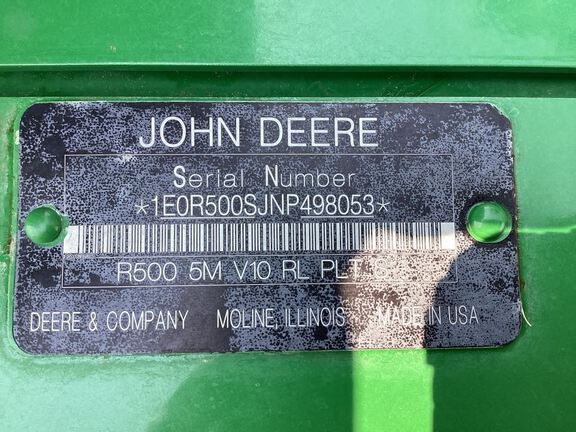 JOHN DEERE
Serial Number
*1E0R500SJNP498053*
R500 5M V10 RL PLT
DEERE & COMPANY MOLINE, ILLINOIS MADE IN USA